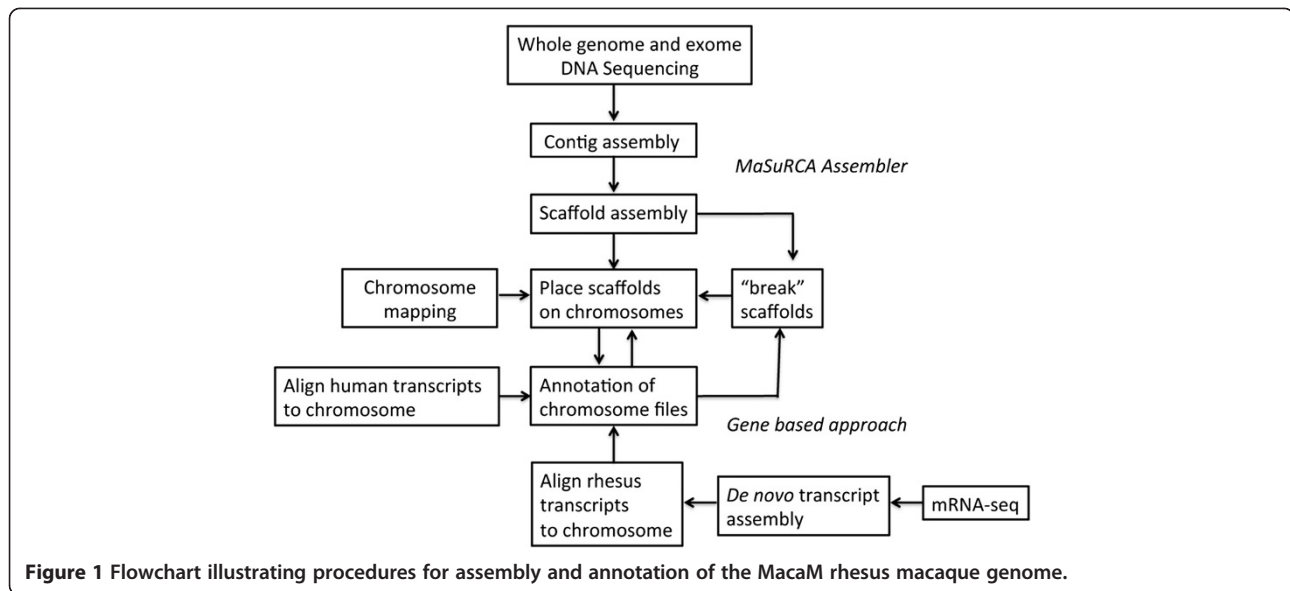 Whole genome and exome
DNA Sequencing
Contig assembly
MaSuRCA Assembler
Scaffold assembly
Chromosome
mapping
Place scaffolds
on chromosomes
“break”
scaffolds
Align human transcripts
to chromosome
Annotation of
chromosome files
Gene based approach
Align rhesus
transcripts
to chromosome
De novo transcript
assembly
mRNA-seq
Figure 1 Flowchart illustrating procedures for assembly and annotation of the MacaM rhesus macaque genome.